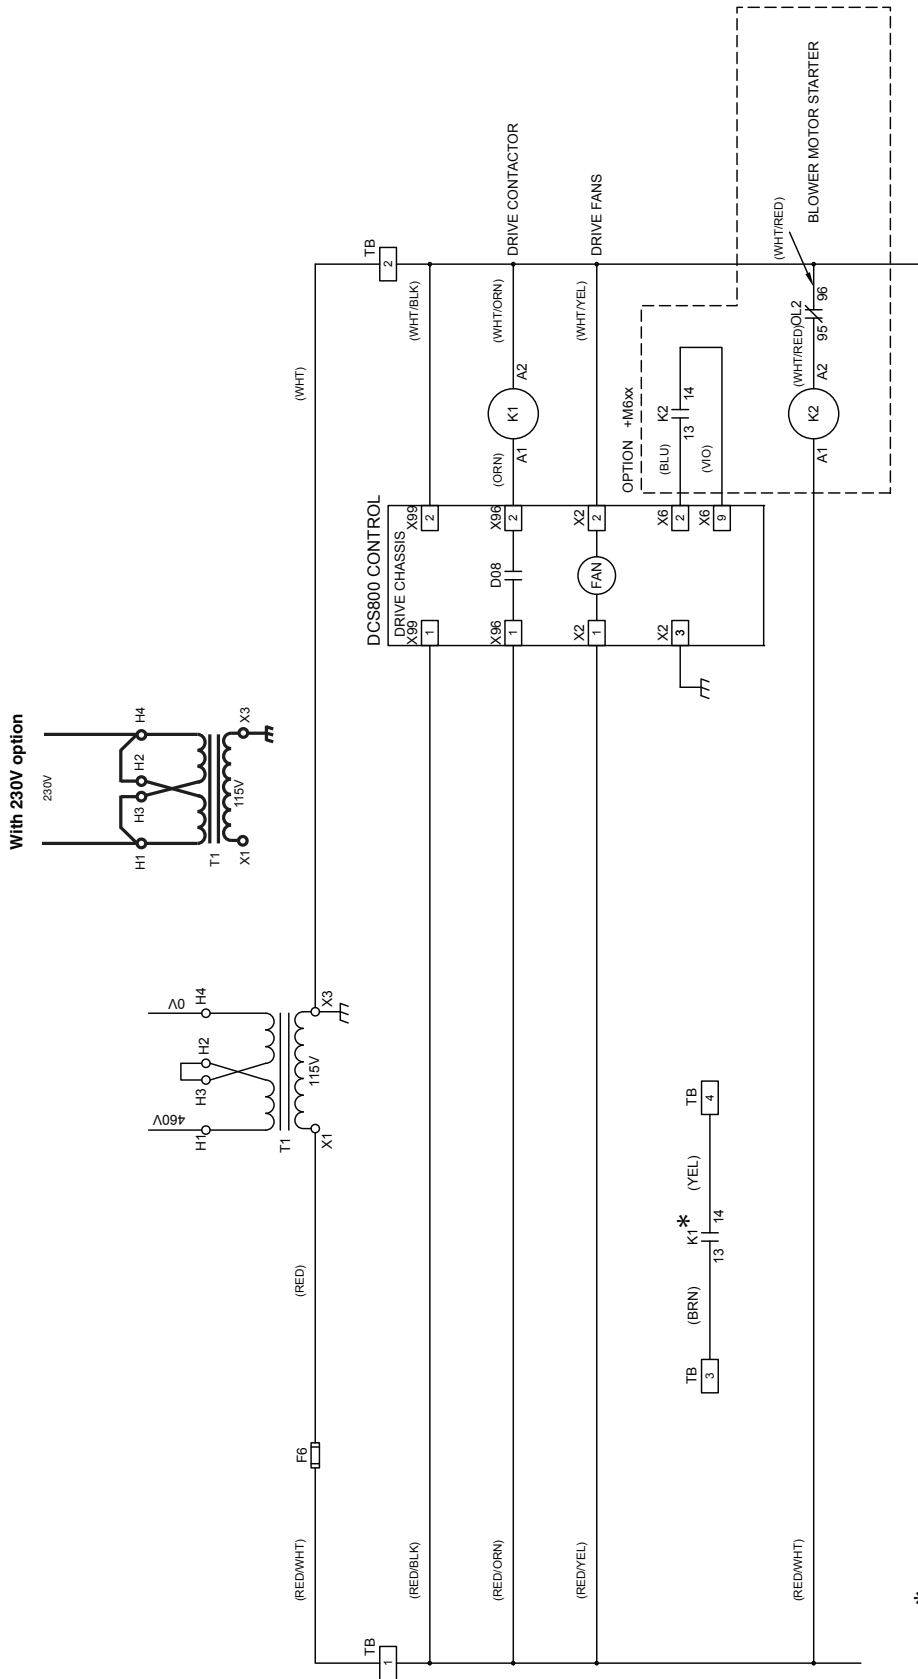 With 230V option
230V
H1
H3
H2
H4
T1
115V
X1
X3
460V
0V
H1
H3
H2
H4
T1
115V
X1
X3
(RED/WHT)
F6
(RED)
(WHT)
TB
1
TB
2
(RED/BLK)
DCS800 CONTROL
DRIVE CHASSIS
X99
1
X99
2
(WHT/BLK)
(RED/ORN)
X96
1
D08
X96
2
(ORN)
A1
K1
A2
(WHT/ORN)
DRIVE CONTACTOR
(RED/YEL)
X2
1
FAN
X2
2
(WHT/YEL)
DRIVE FANS
OPTION +M6xx
X2
3
X6
2
(BLU)
K2
13
14
X6
9
(VIO)
TB
3
(BRN)
K1
*
13
14
(YEL)
TB
4
(RED/WHT)
A1
K2
A2
(WHT/RED)
OL2
95
96
(WHT/RED)
BLOWER MOTOR STARTER
*